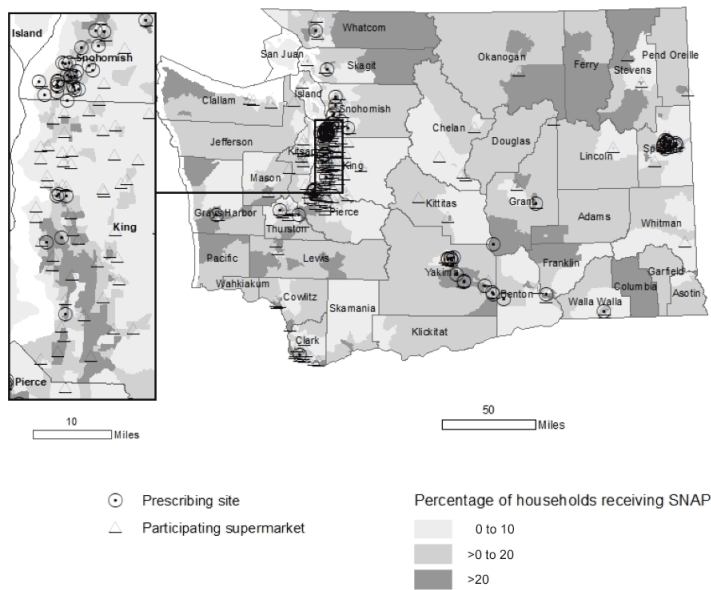 Island
Snohomish
King
Pierce
10
Miles
Whatcom
San Juan
Skagit
Island
Snohomish
Clallam
Jefferson
King
Mason
Grays Harbor
Pierce
Thurston
Pacific
Lewis
Wahkiakum
Cowlitz
Skamania
Clark
Okanogan
Ferry
Stevens
Pend Oreille
Chelan
Douglas
Lincoln
Kittitas
Grant
Adams
Whitman
Yakima
Franklin
Benton
Walla Walla
Columbia
Garfield
Asotin
Klickitat
50
Miles
Prescribing site
Participating supermarket
Percentage of households receiving SNAP
0 to 10
>0 to 20
>20